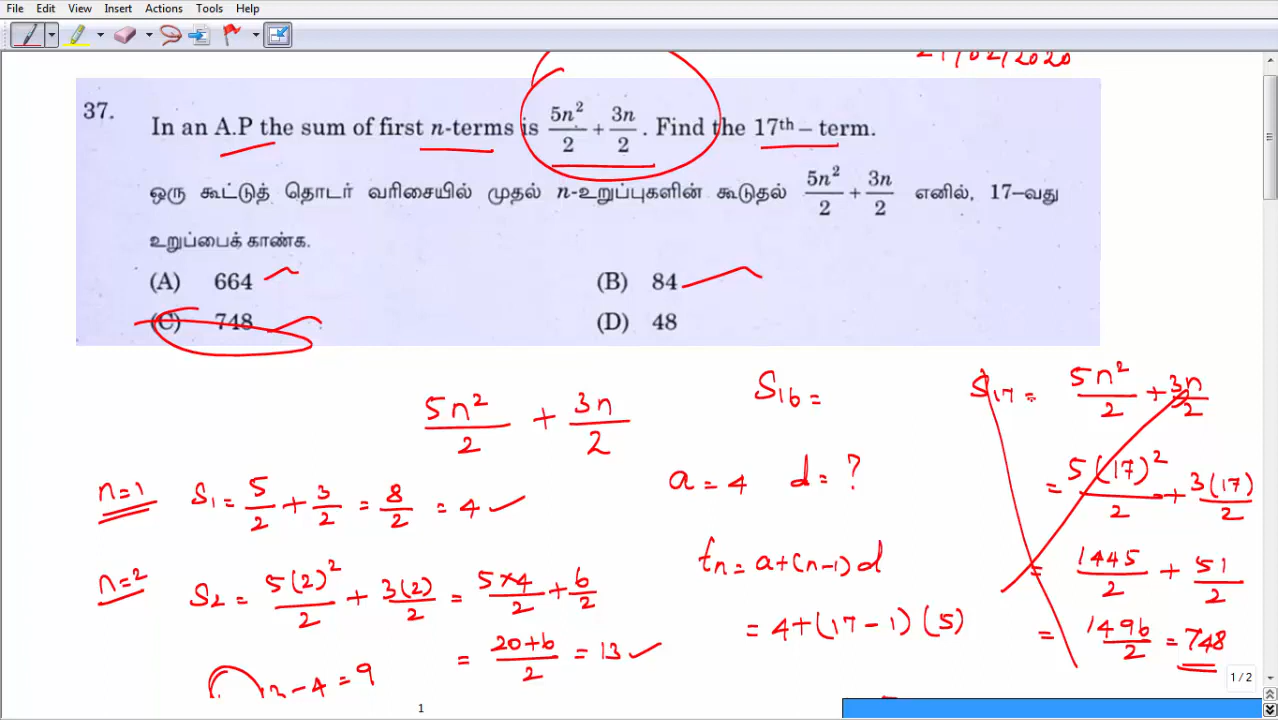 File Edit View Insert Actions Tools Help
21/02/2020
37. In an A.P the sum of first n-terms is 5n²/2 + 3n/2 . Find the 17th – term.
ஒரு கூட்டுத் தொடர் வரிசையில் முதல் n-உறுப்புகளின் கூடுதல் 5n²/2 + 3n/2 எனில், 17–வது
உறுப்பைக் காண்க.
(A) 664 (B) 84
(C) 748 (D) 48
5n²/2 + 3n/2
n=1 S₁ = 5/2 + 3/2 = 8/2 = 4
n=2 S₂ = 5(2)²/2 + 3(2)/2 = 5×4/2 + 6/2
= 20+6/2 = 13
- 4 = 9
S₁₆ =
a = 4 d = ?
tn = a+(n-1)d
= 4+(17-1)(5)
S₁₇ = 5n²/2 + 3n/2
= 5(17)²/2 + 3(17)/2
= 1445/2 + 51/2
= 1496/2 = 748
1 / 2
1